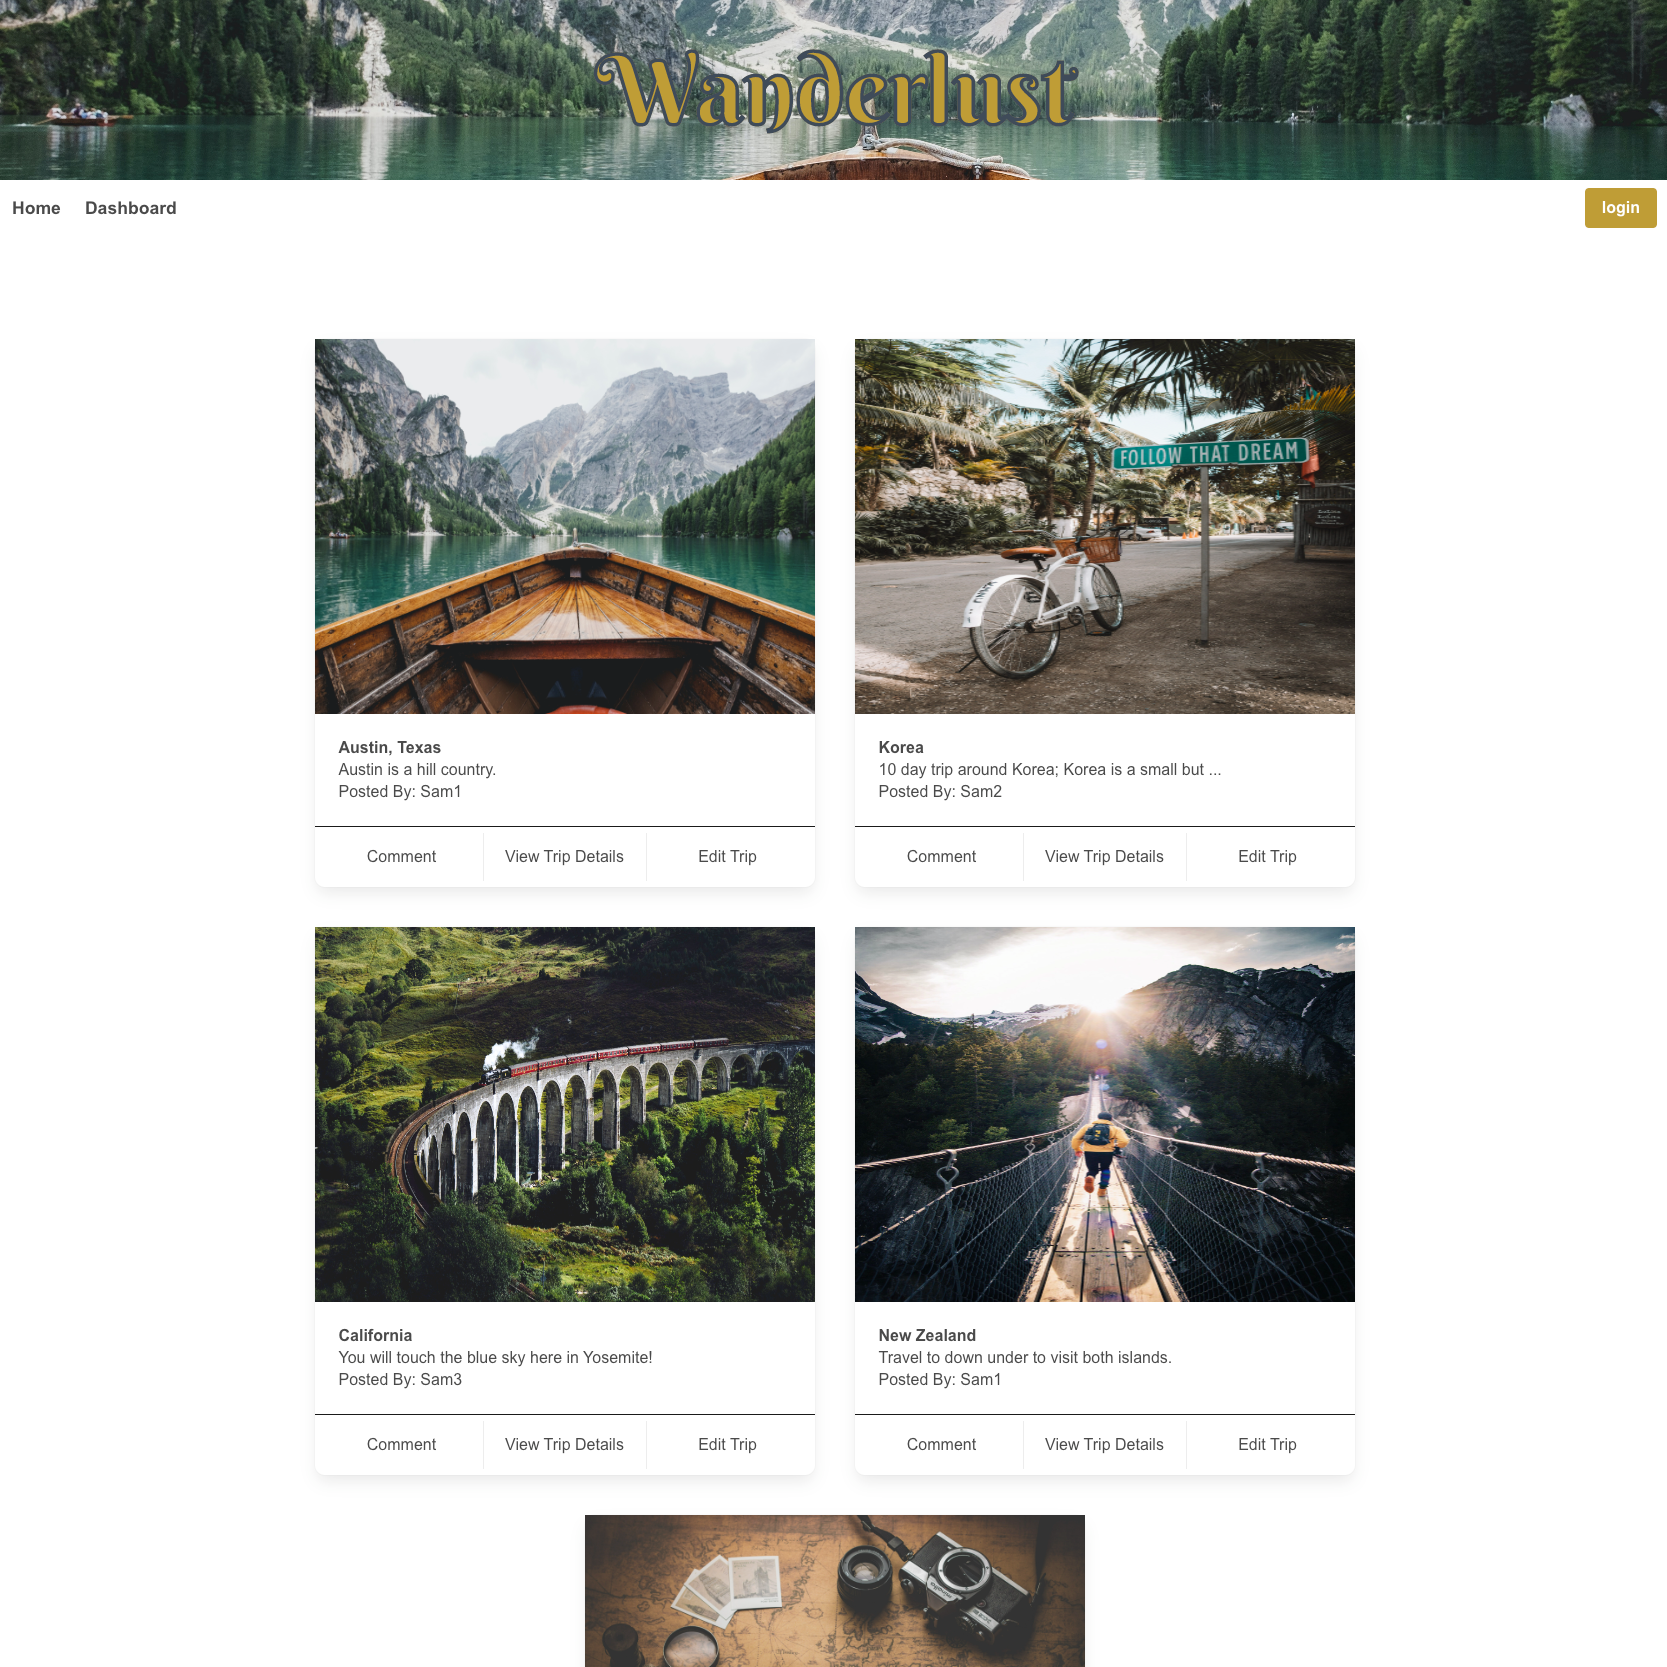 Wanderlust
Home
Dashboard
login
FOLLOW THAT DREAM
Austin, Texas
Austin is a hill country.
Posted By: Sam1
Comment
View Trip Details
Edit Trip
Korea
10 day trip around Korea; Korea is a small but ...
Posted By: Sam2
Comment
View Trip Details
Edit Trip
California
You will touch the blue sky here in Yosemite!
Posted By: Sam3
Comment
View Trip Details
Edit Trip
New Zealand
Travel to down under to visit both islands.
Posted By: Sam1
Comment
View Trip Details
Edit Trip